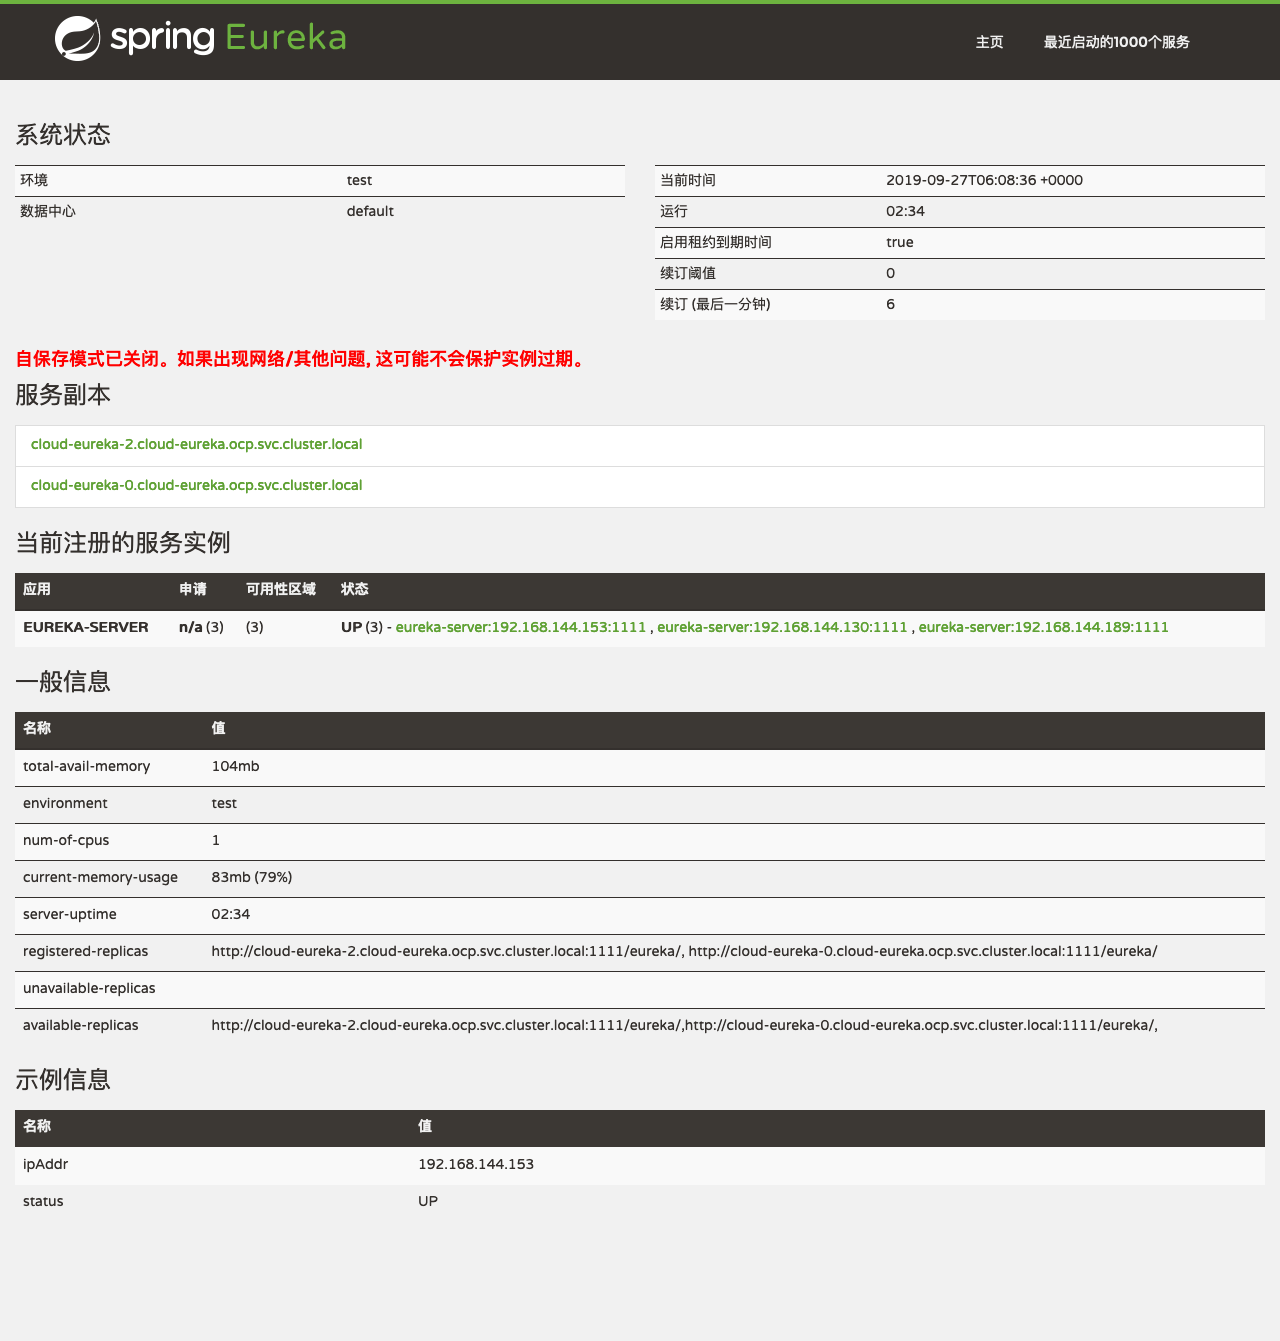 spring Eureka
主页 最近启动的1000个服务
系统状态
环境 test
数据中心 default
当前时间 2019-09-27T06:08:36 +0000
运行 02:34
启用租约到期时间 true
续订阈值 0
续订 (最后一分钟) 6
自保存模式已关闭。如果出现网络/其他问题, 这可能不会保护实例过期。
服务副本
cloud-eureka-2.cloud-eureka.ocp.svc.cluster.local
cloud-eureka-0.cloud-eureka.ocp.svc.cluster.local
当前注册的服务实例
应用 申请 可用性区域 状态
EUREKA-SERVER n/a (3) (3) UP (3) - eureka-server:192.168.144.153:1111 , eureka-server:192.168.144.130:1111 , eureka-server:192.168.144.189:1111
一般信息
名称 值
total-avail-memory 104mb
environment test
num-of-cpus 1
current-memory-usage 83mb (79%)
server-uptime 02:34
registered-replicas http://cloud-eureka-2.cloud-eureka.ocp.svc.cluster.local:1111/eureka/, http://cloud-eureka-0.cloud-eureka.ocp.svc.cluster.local:1111/eureka/
unavailable-replicas
available-replicas http://cloud-eureka-2.cloud-eureka.ocp.svc.cluster.local:1111/eureka/,http://cloud-eureka-0.cloud-eureka.ocp.svc.cluster.local:1111/eureka/,
示例信息
名称 值
ipAddr 192.168.144.153
status UP